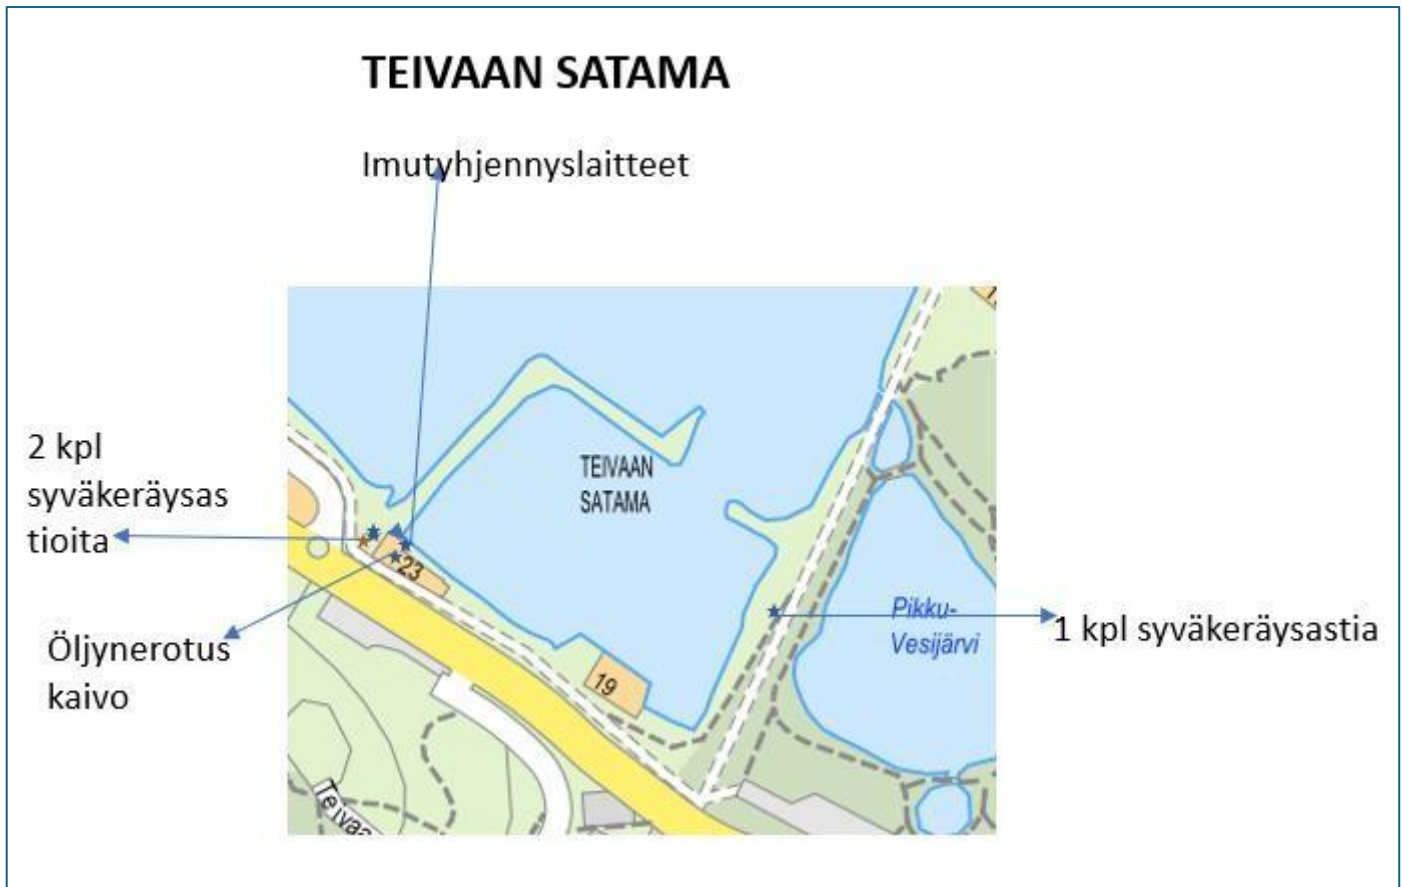 TEIVAAN SATAMA
Imutyhjennyslaitteet
2 kpl
syväkeräysas
tioita
TEIVAAN
SATAMA
23
Öljynerotus
kaivo
Pikku-
Vesijärvi
1 kpl syväkeräysastia
19